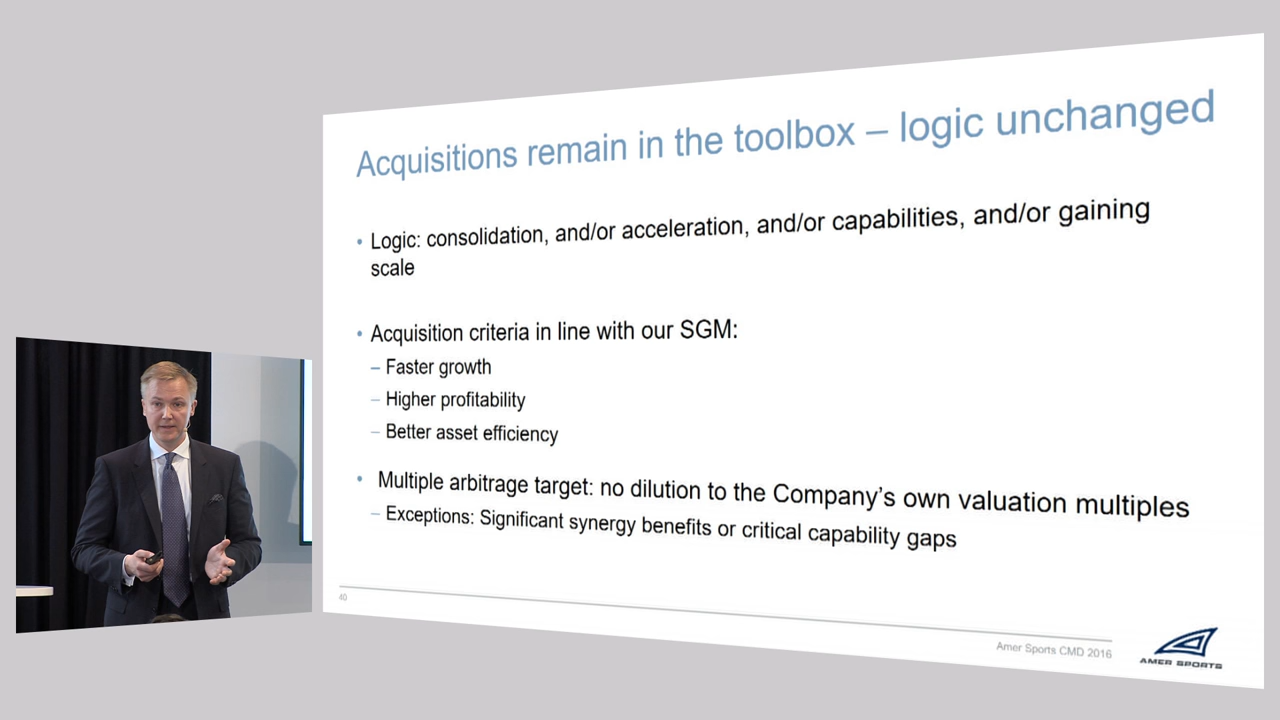 Acquisitions remain in the toolbox – logic unchanged
• Logic: consolidation, and/or acceleration, and/or capabilities, and/or gaining
scale
• Acquisition criteria in line with our SGM:
– Faster growth
– Higher profitability
– Better asset efficiency
• Multiple arbitrage target: no dilution to the Company's own valuation multiples
– Exceptions: Significant synergy benefits or critical capability gaps
40
Amer Sports CMD 2016
AMER SPORTS